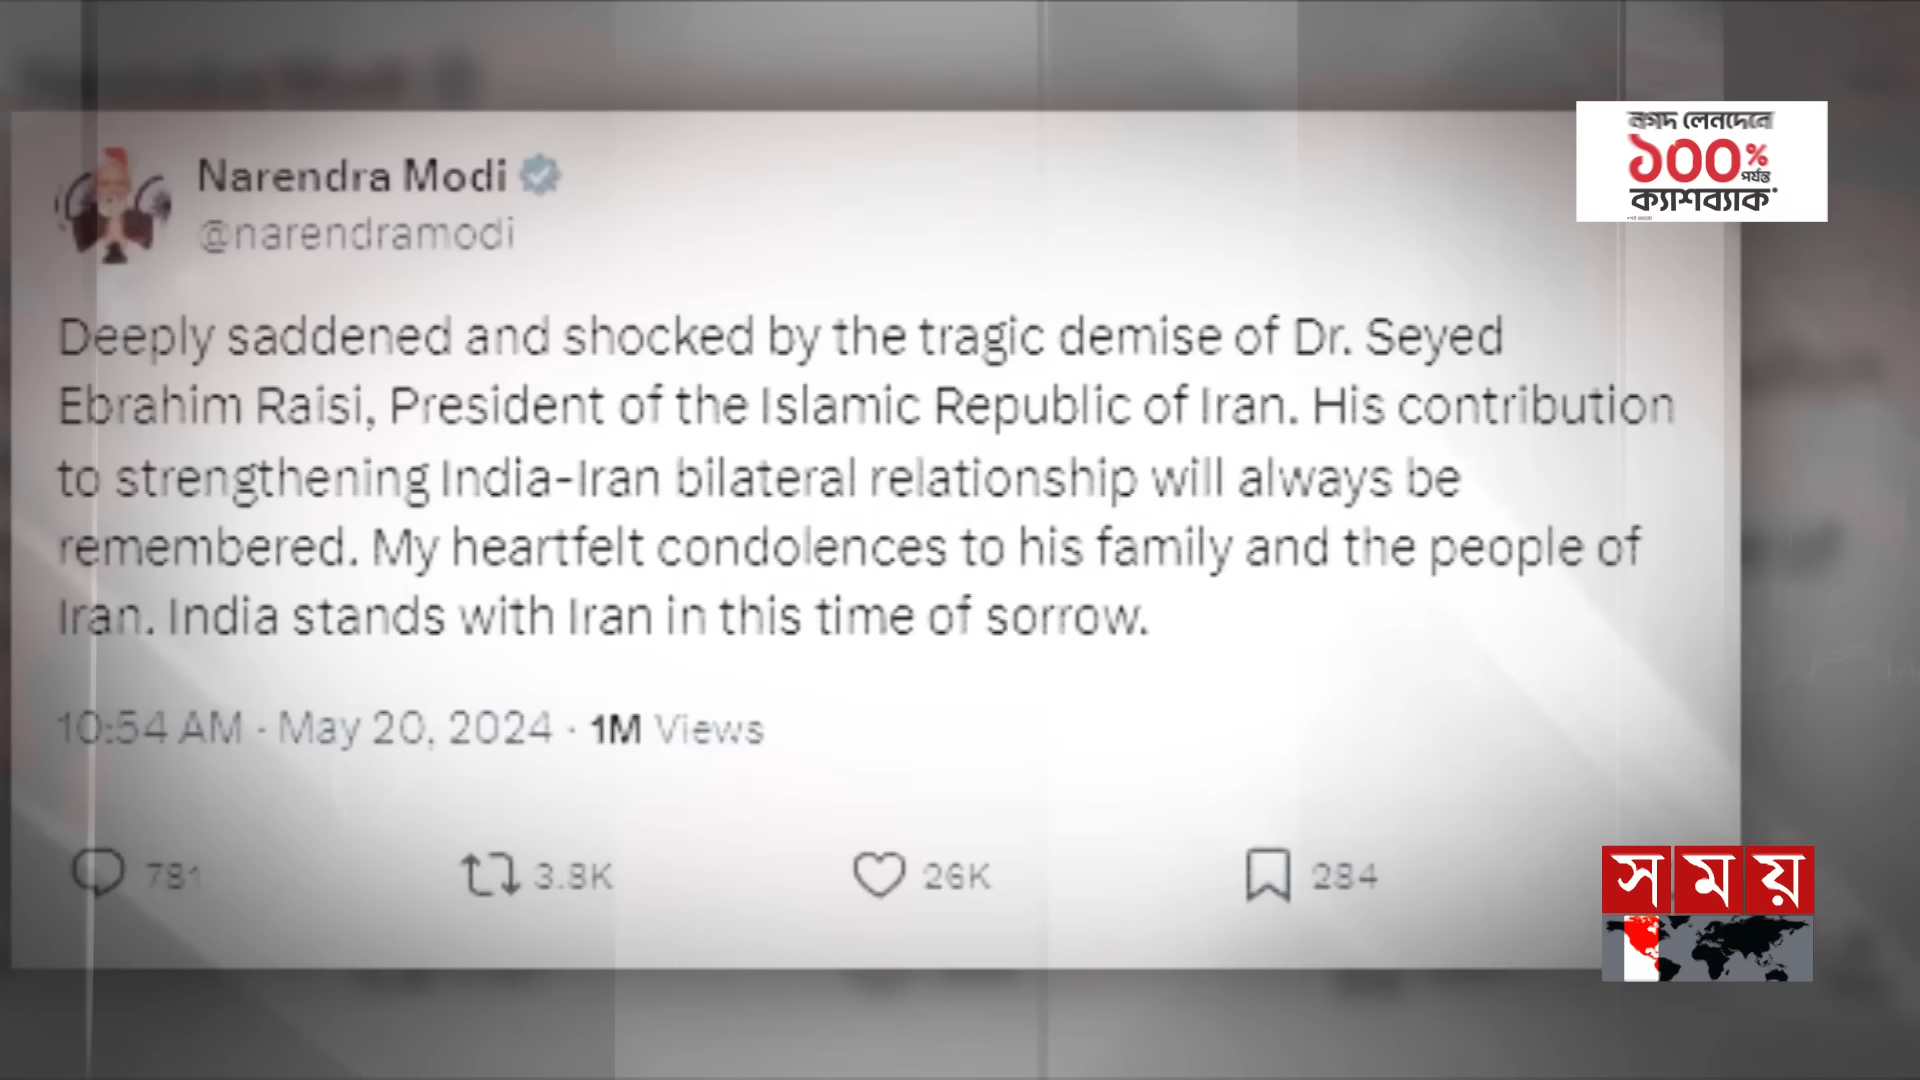 Narendra Modi
@narendramodi
Deeply saddened and shocked by the tragic demise of Dr. Seyed
Ebrahim Raisi, President of the Islamic Republic of Iran. His contribution
to strengthening India-Iran bilateral relationship will always be
remembered. My heartfelt condolences to his family and the people of
Iran. India stands with Iran in this time of sorrow.
10:54 AM · May 20, 2024 · 1M Views
781 3.8K 26K 284
নগদ লেনদেনে
১০০%
পর্যন্ত
ক্যাশব্যাক*
সময়